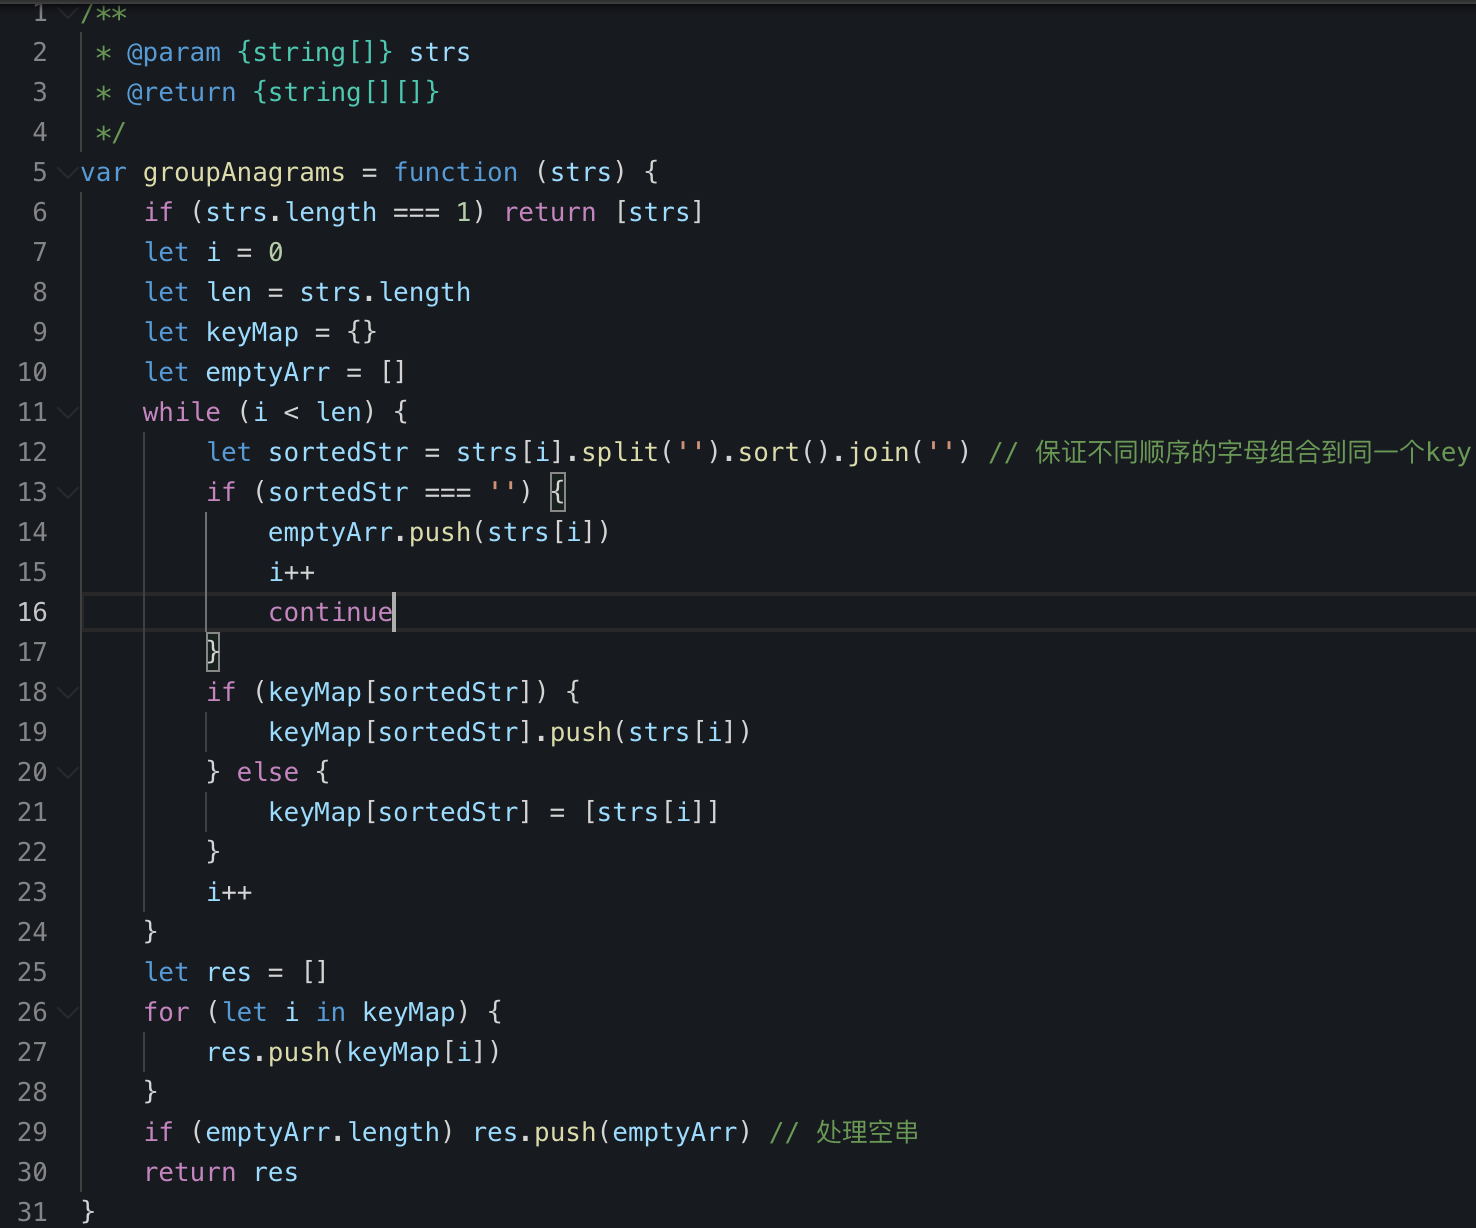 1 /**
2  * @param {string[]} strs
3  * @return {string[][]}
4  */
5 var groupAnagrams = function (strs) {
6     if (strs.length === 1) return [strs]
7     let i = 0
8     let len = strs.length
9     let keyMap = {}
10     let emptyArr = []
11     while (i < len) {
12         let sortedStr = strs[i].split('').sort().join('') // 保证不同顺序的字母组合到同一个key
13         if (sortedStr === '') {
14             emptyArr.push(strs[i])
15             i++
16             continue
17         }
18         if (keyMap[sortedStr]) {
19             keyMap[sortedStr].push(strs[i])
20         } else {
21             keyMap[sortedStr] = [strs[i]]
22         }
23         i++
24     }
25     let res = []
26     for (let i in keyMap) {
27         res.push(keyMap[i])
28     }
29     if (emptyArr.length) res.push(emptyArr) // 处理空串
30     return res
31 }